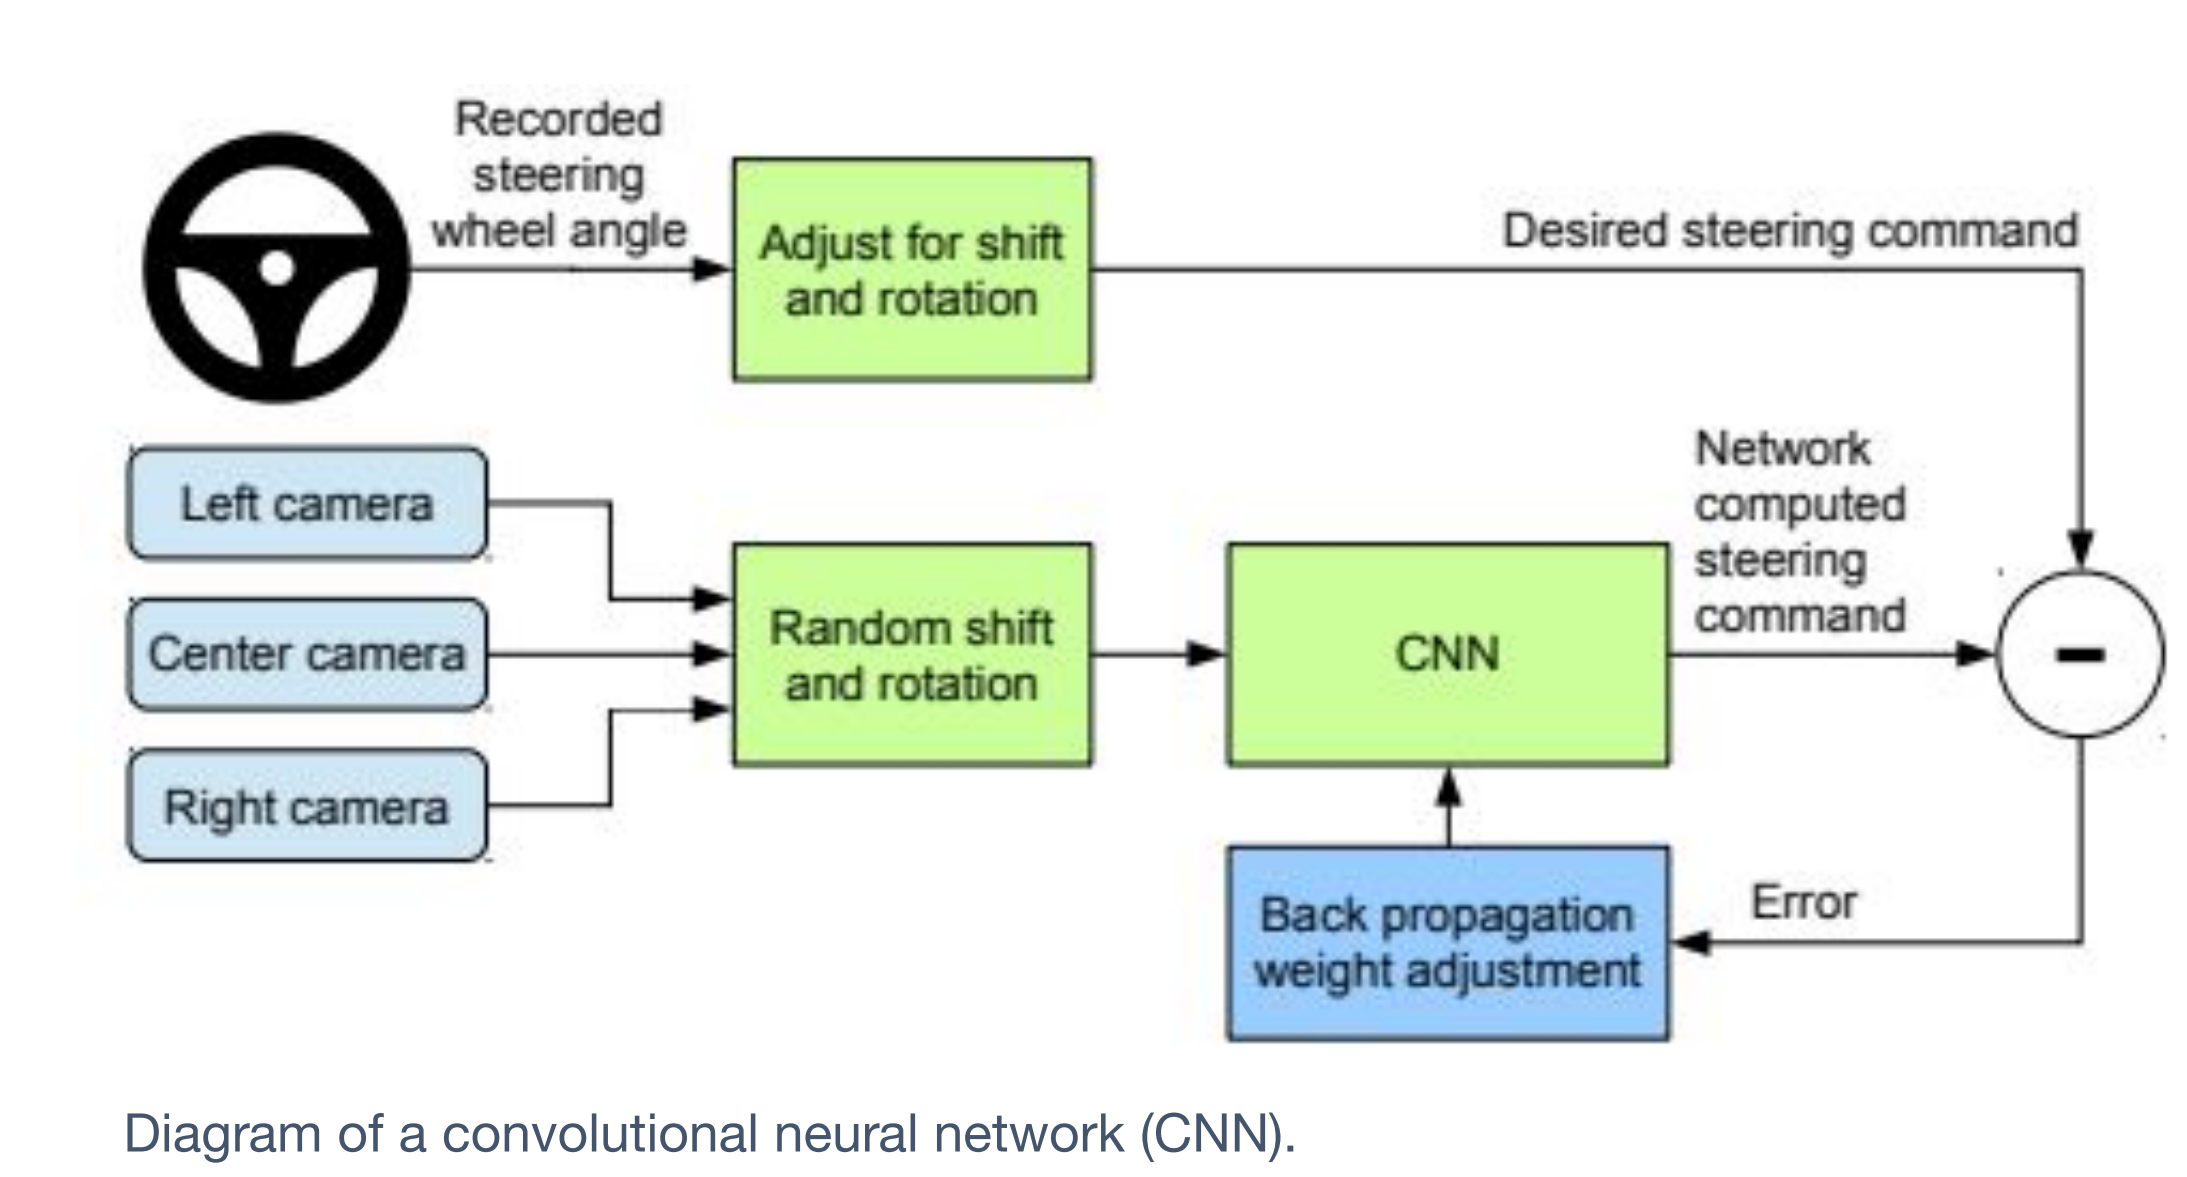 Recorded
steering
wheel angle
Adjust for shift
and rotation
Desired steering command
Left camera
Center camera
Right camera
Random shift
and rotation
CNN
Network
computed
steering
command
-
Back propagation
weight adjustment
Error
Diagram of a convolutional neural network (CNN).